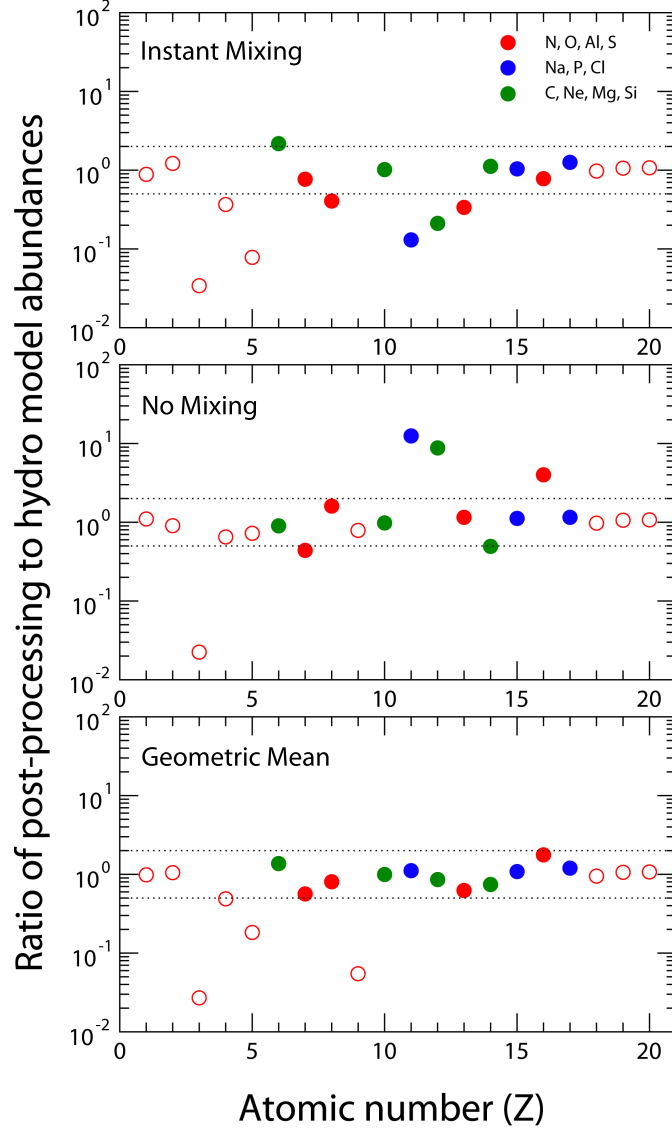 Ratio of post-processing to hydro model abundances
10^2
Instant Mixing
N, O, Al, S
Na, P, Cl
C, Ne, Mg, Si
10^1
10^0
10^-1
10^-2
0 5 10 15 20
10^2
No Mixing
10^1
10^0
10^-1
10^-2
0 5 10 15 20
10^2
Geometric Mean
10^1
10^0
10^-1
10^-2
0 5 10 15 20
Atomic number (Z)